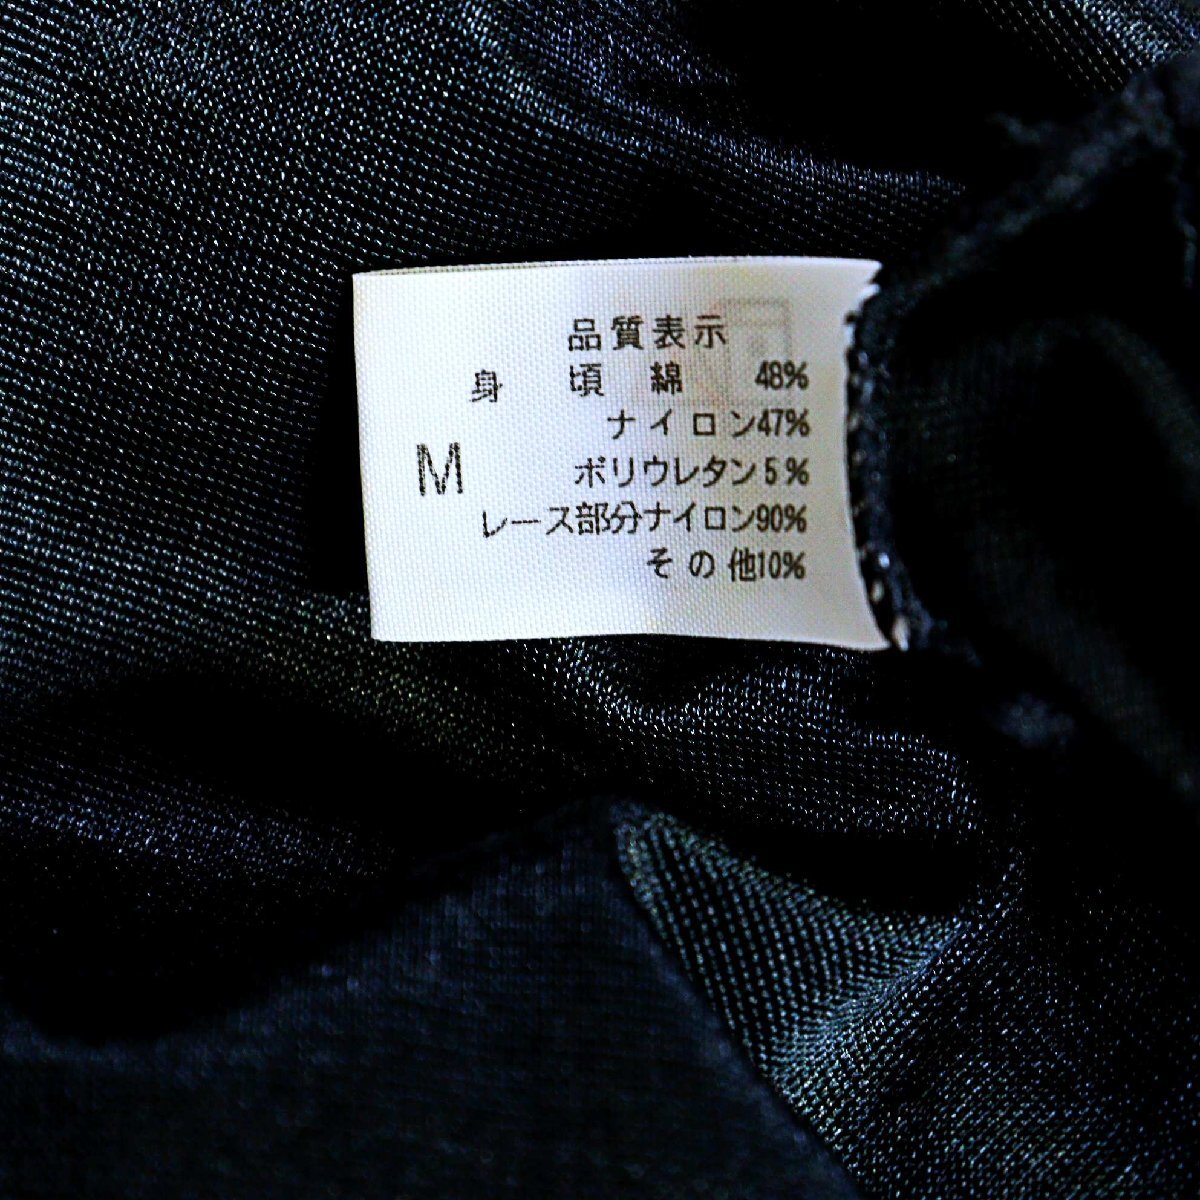 品質表示
身頃 綿 48%
ナイロン47%
M
ポリウレタン5%
レース部分ナイロン90%
その他10%